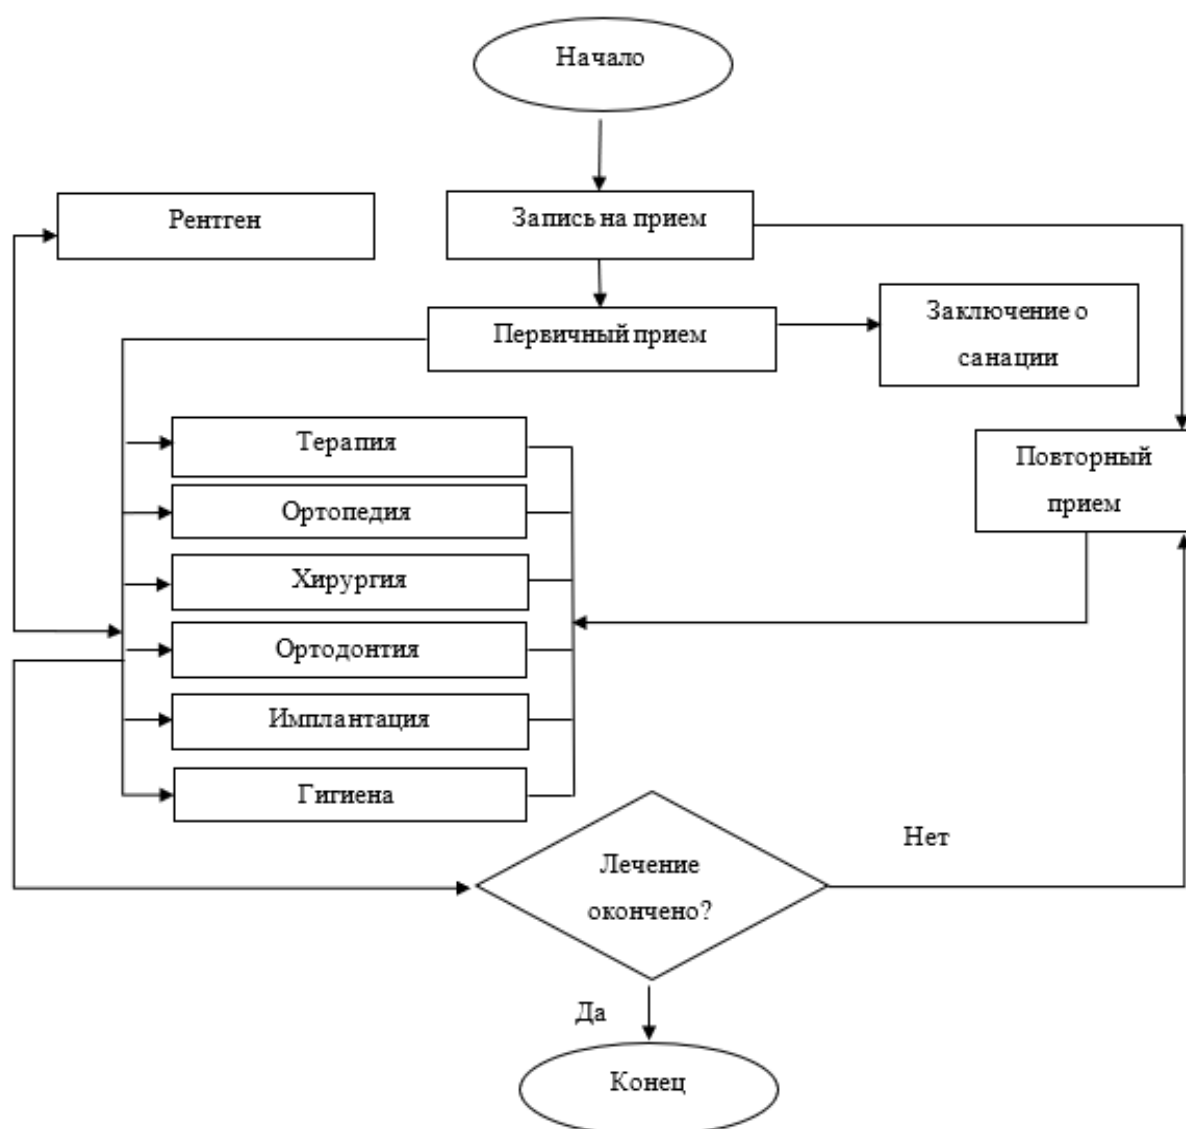 Начало
Рентген
Запись на прием
Первичный прием
Заключение о
санации
Терапия
Ортопедия
Хирургия
Ортодонтия
Имплантация
Гигиена
Повторный
прием
Нет
Лечение
окончено?
Да
Конец